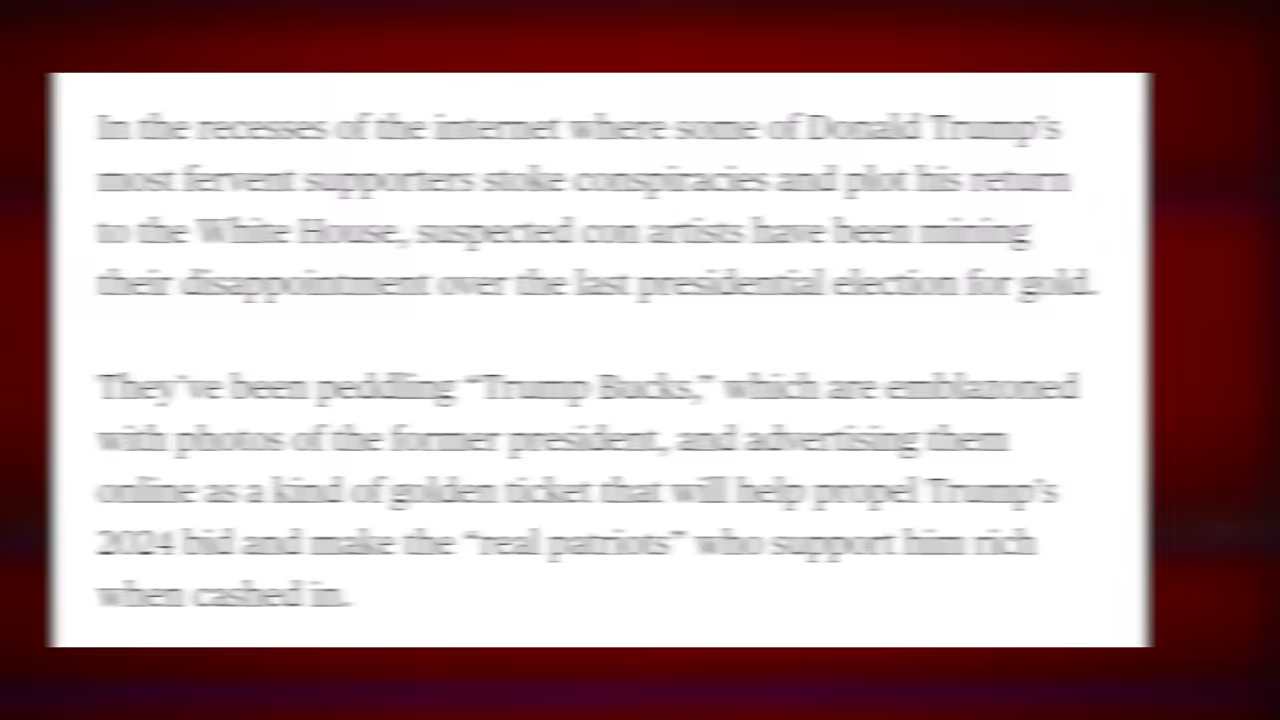 In the recesses of the internet where some of Donald Trump's
most fervent supporters stoke conspiracies and plot his return
to the White House, suspected con artists have been mining
their disappointment over the last presidential election for gold.
They've been peddling “Trump Bucks,” which are emblazoned
with photos of the former president, and advertising them
online as a kind of golden ticket that will help propel Trump's
2024 bid and make the “real patriots” who support him rich
when cashed in.